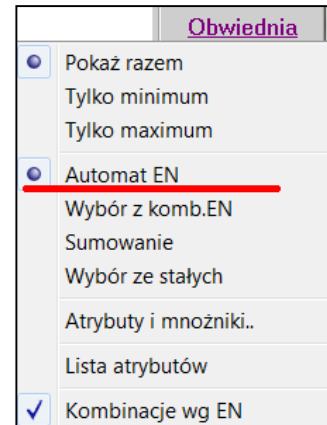 Obwiednia
Pokaż razem
Tylko minimum
Tylko maximum
Automat EN
Wybór z komb.EN
Sumowanie
Wybór ze stałych
Atrybuty i mnożniki..
Lista atrybutów
Kombinacje wg EN